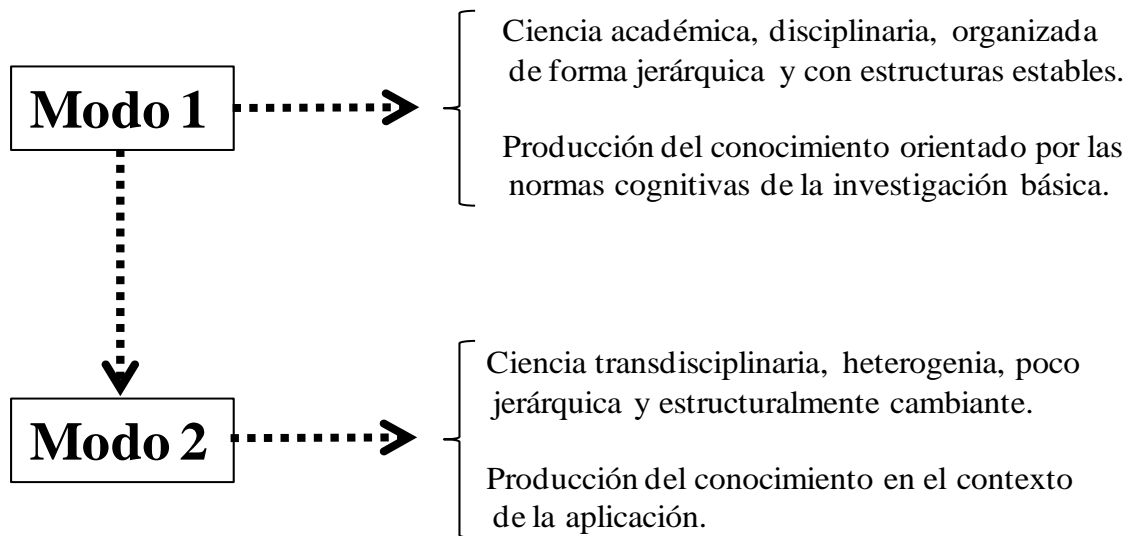 Modo 1
Ciencia académica, disciplinaria, organizada
de forma jerárquica y con estructuras estables.
Producción del conocimiento orientado por las
normas cognitivas de la investigación básica.
Modo 2
Ciencia transdisciplinaria, heterogenia, poco
jerárquica y estructuralmente cambiante.
Producción del conocimiento en el contexto
de la aplicación.